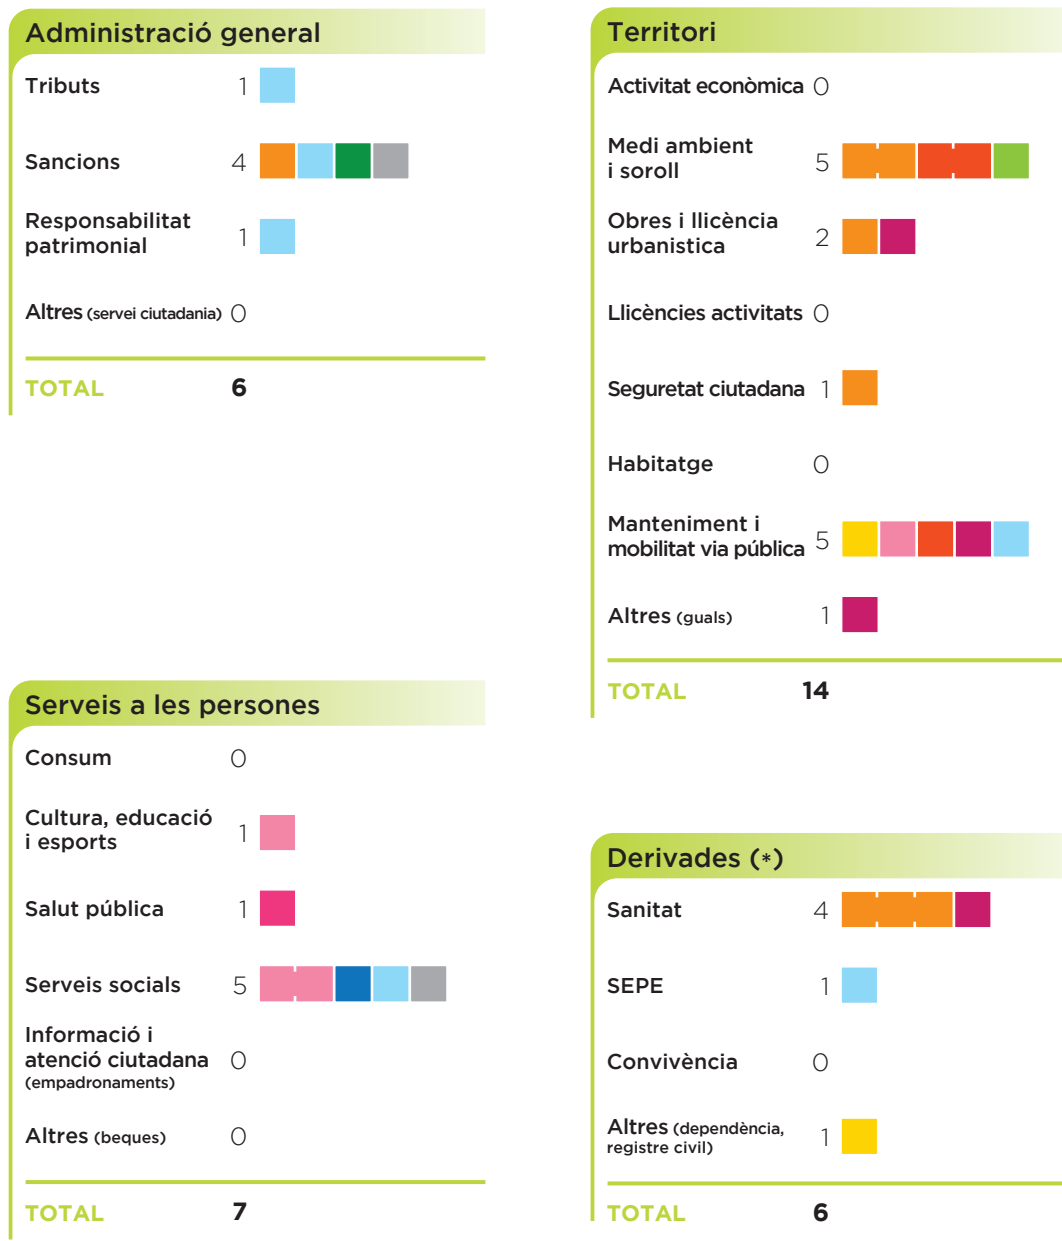 Administració general
Tributs 1
Sancions 4
Responsabilitat
patrimonial 1
Altres (servei ciutadania) 0
TOTAL 6
Territori
Activitat econòmica 0
Medi ambient
i soroll 5
Obres i llicència
urbanistica 2
Llicències activitats 0
Seguretat ciutadana 1
Habitatge 0
Manteniment i
mobilitat via pública 5
Altres (guals) 1
TOTAL 14
Serveis a les persones
Consum 0
Cultura, educació
i esports 1
Salut pública 1
Serveis socials 5
Informació i
atenció ciutadana 0
(empadronaments)
Altres (beques) 0
TOTAL 7
Derivades (*)
Sanitat 4
SEPE 1
Convivència 0
Altres (dependència,
registre civil) 1
TOTAL 6